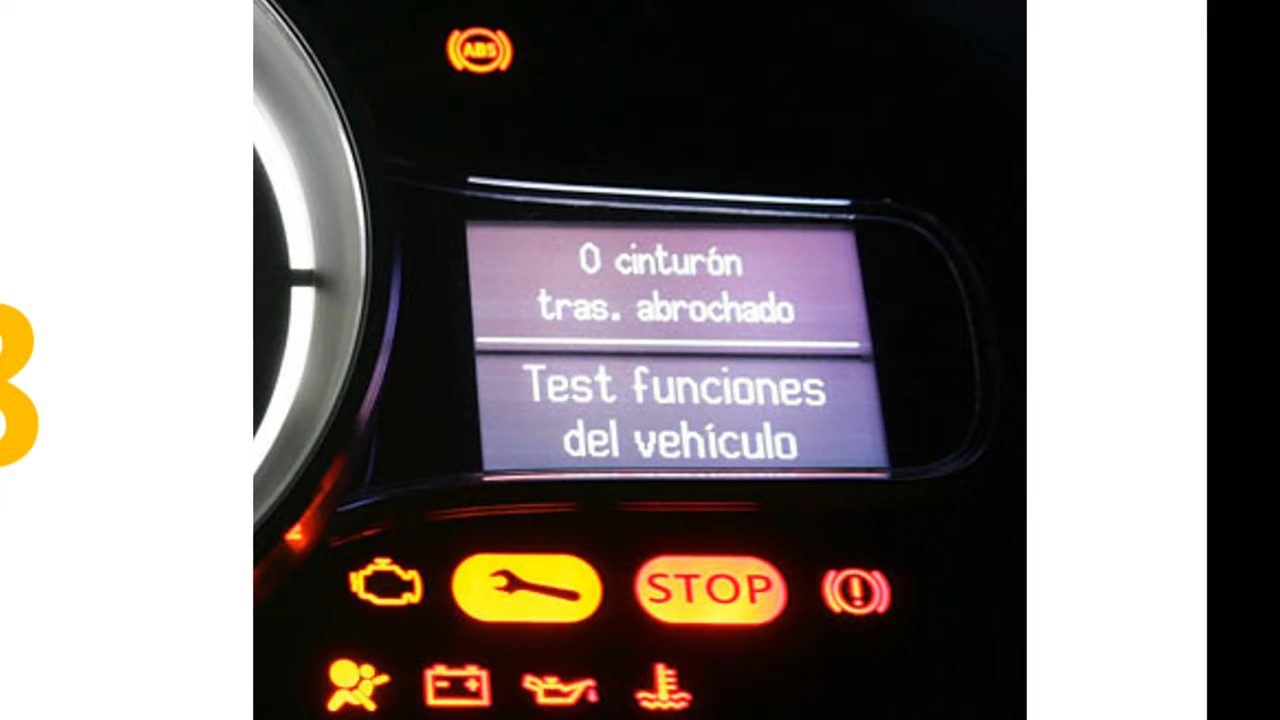 ABS
0 cinturón
tras. abrochado
Test funciones
del vehículo
STOP